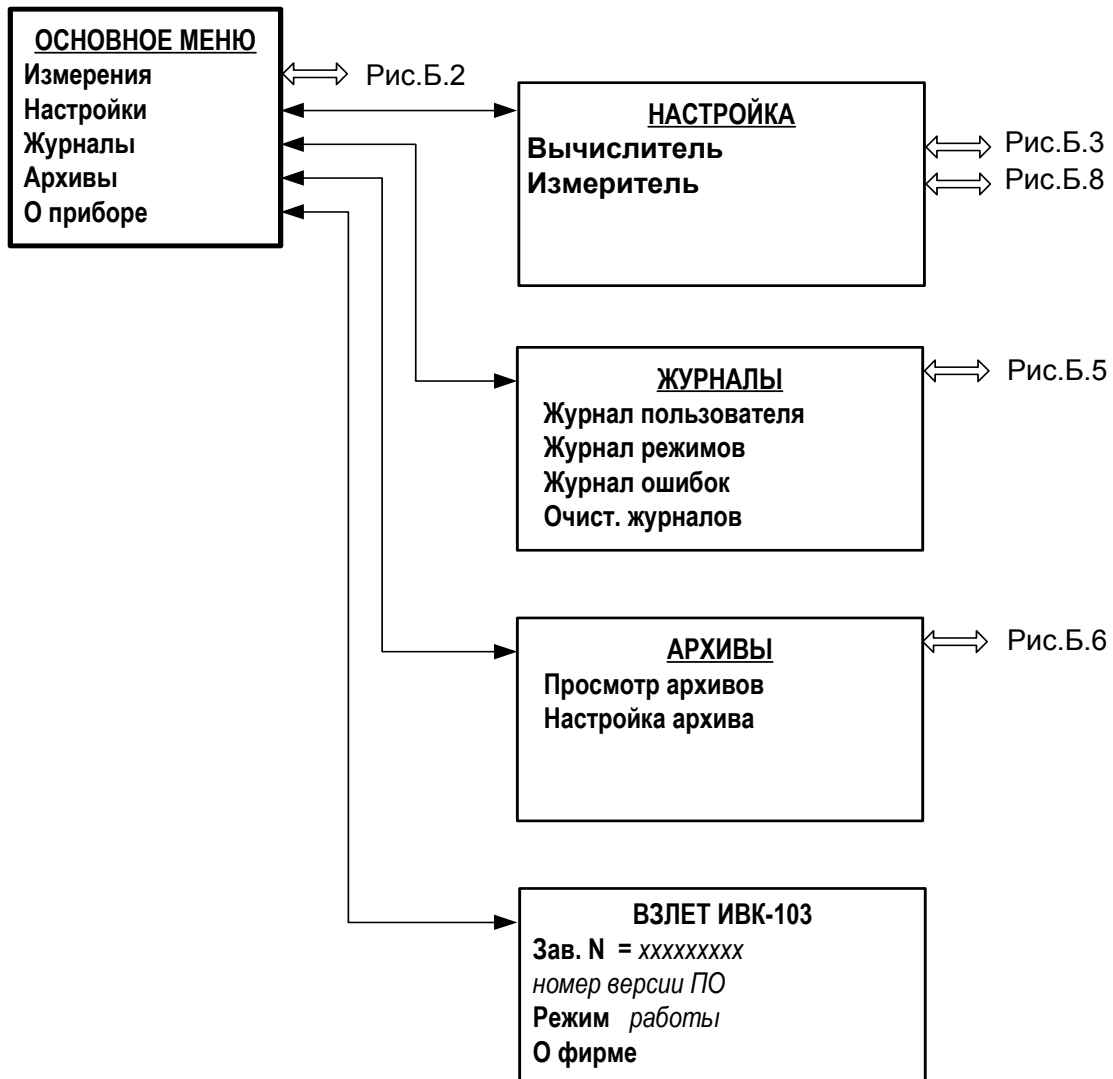 ОСНОВНОЕ МЕНЮ
Измерения
Настройки
Журналы
Архивы
О приборе
Рис.Б.2
НАСТРОЙКА
Вычислитель
Измеритель
Рис.Б.3
Рис.Б.8
ЖУРНАЛЫ
Журнал пользователя
Журнал режимов
Журнал ошибок
Очист. журналов
Рис.Б.5
АРХИВЫ
Просмотр архивов
Настройка архива
Рис.Б.6
ВЗЛЕТ ИВК-103
Зав. N = xxxxxxxxx
номер версии ПО
Режим работы
О фирме